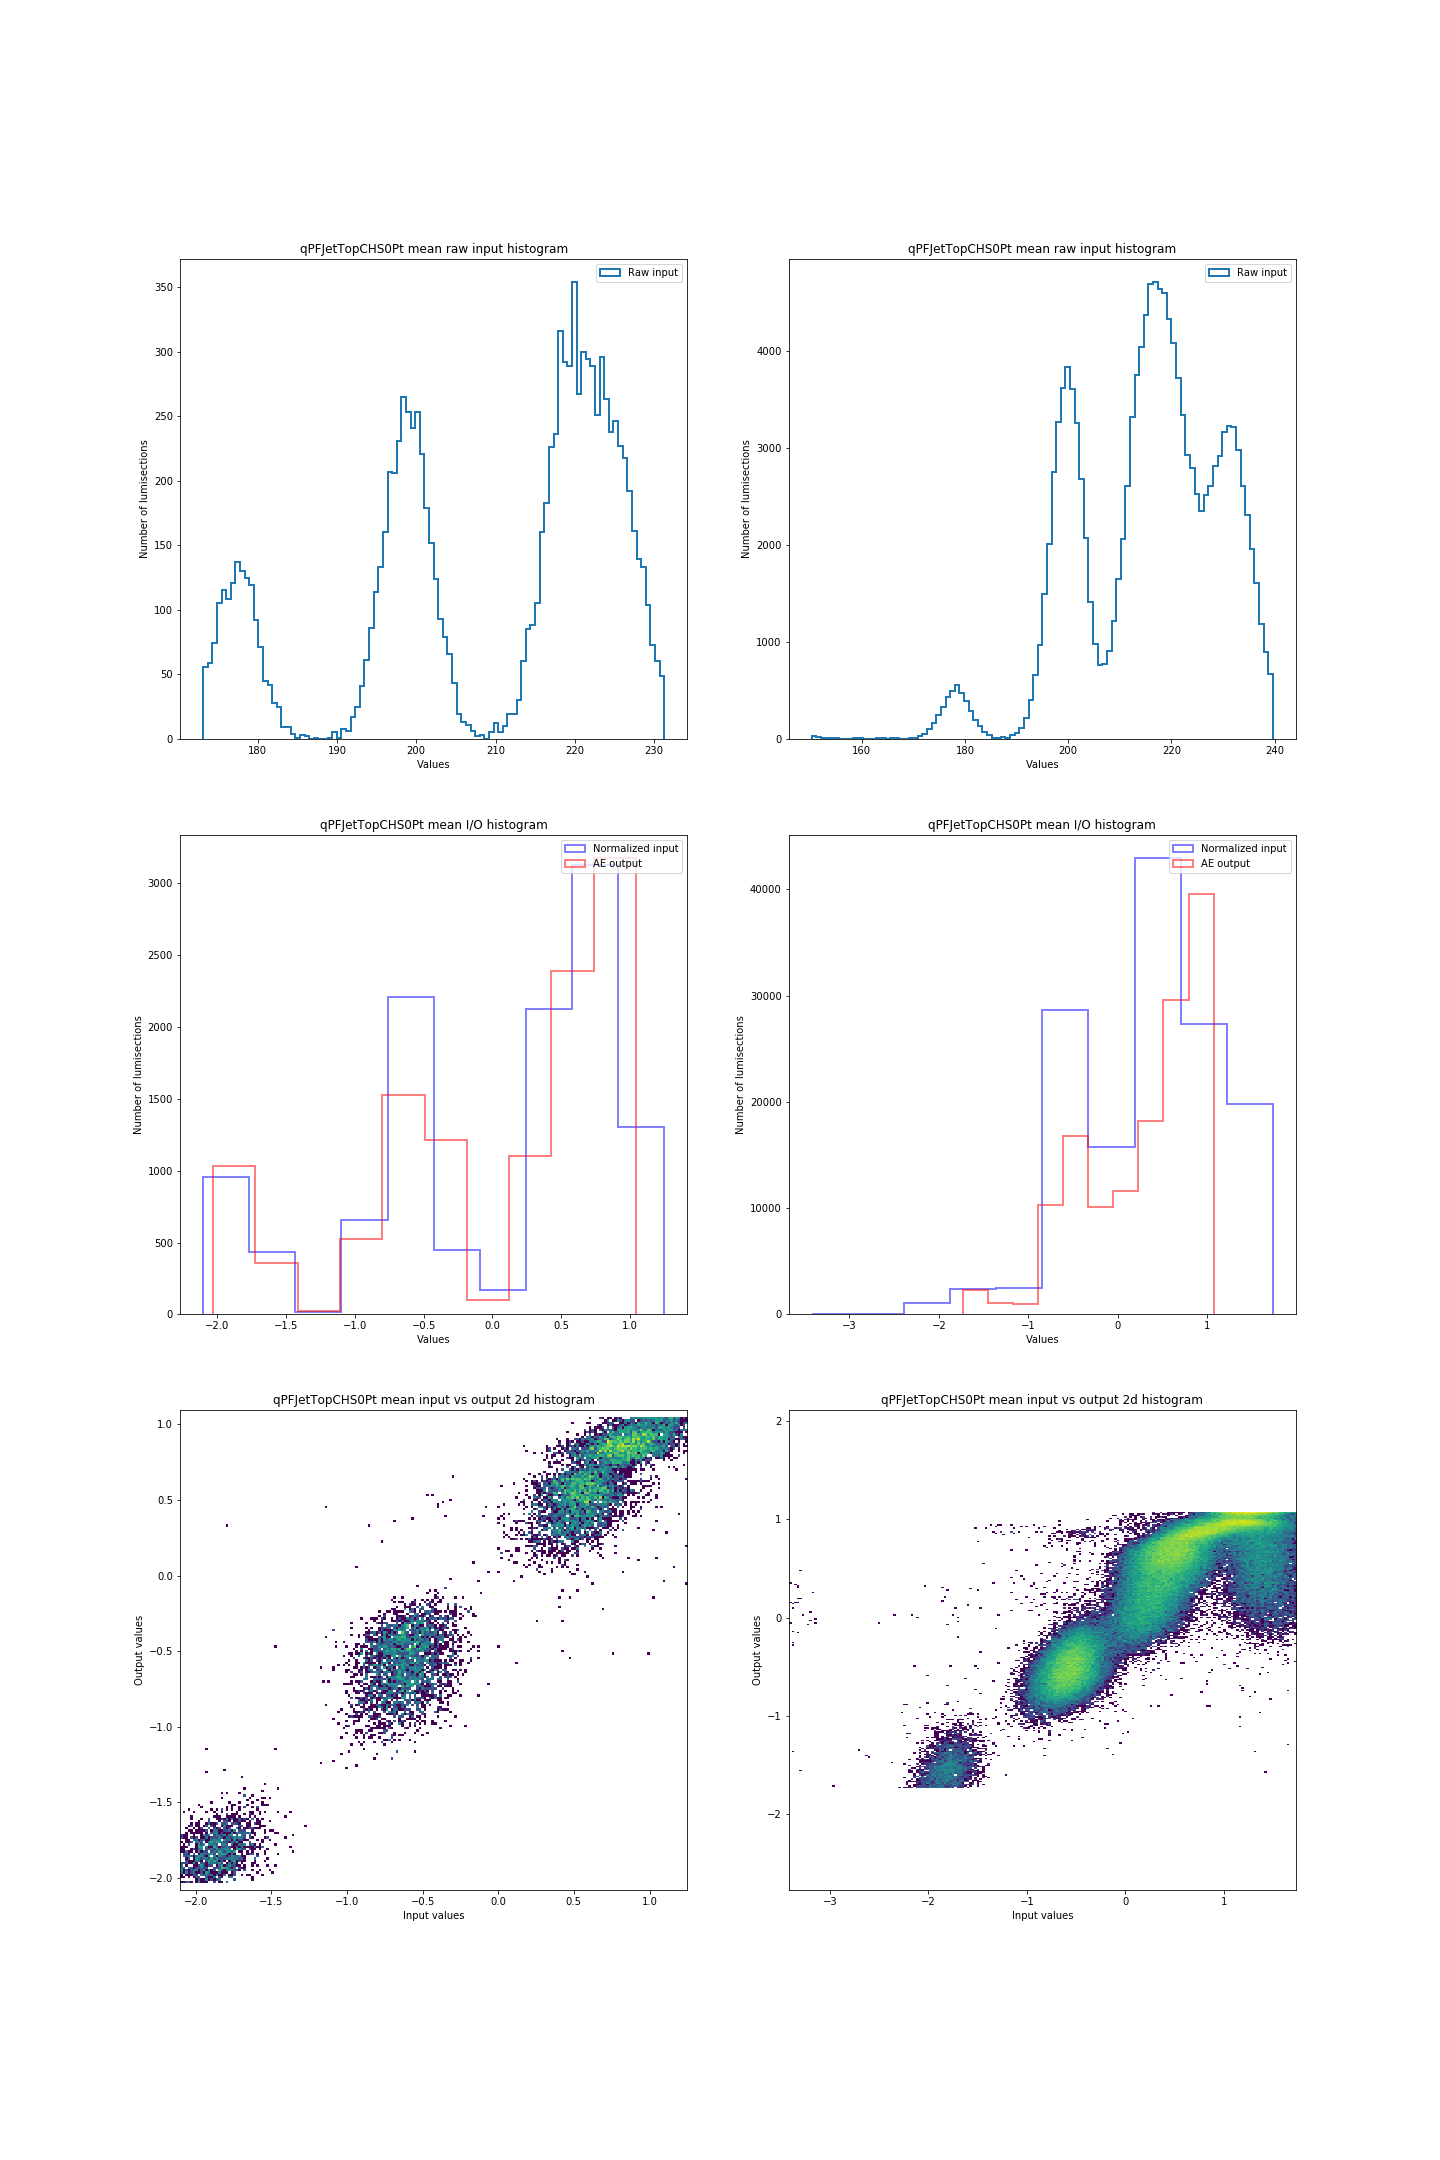 qPFJetTopCHS0Pt mean raw input histogram
Raw input
350
300
250
200
150
100
50
0
Number of lumisections
180 190 200 210 220 230
Values
qPFJetTopCHS0Pt mean raw input histogram
Raw input
4000
3000
2000
1000
0
Number of lumisections
160 180 200 220 240
Values
qPFJetTopCHS0Pt mean I/O histogram
Normalized input
AE output
3000
2500
2000
1500
1000
500
0
Number of lumisections
−2.0 −1.5 −1.0 −0.5 0.0 0.5 1.0
Values
qPFJetTopCHS0Pt mean I/O histogram
Normalized input
AE output
40000
30000
20000
10000
0
Number of lumisections
−3 −2 −1 0 1
Values
qPFJetTopCHS0Pt mean input vs output 2d histogram
1.0
0.5
0.0
−0.5
−1.0
−1.5
−2.0
Output values
−2.0 −1.5 −1.0 −0.5 0.0 0.5 1.0
Input values
qPFJetTopCHS0Pt mean input vs output 2d histogram
2
1
0
−1
−2
Output values
−3 −2 −1 0 1
Input values